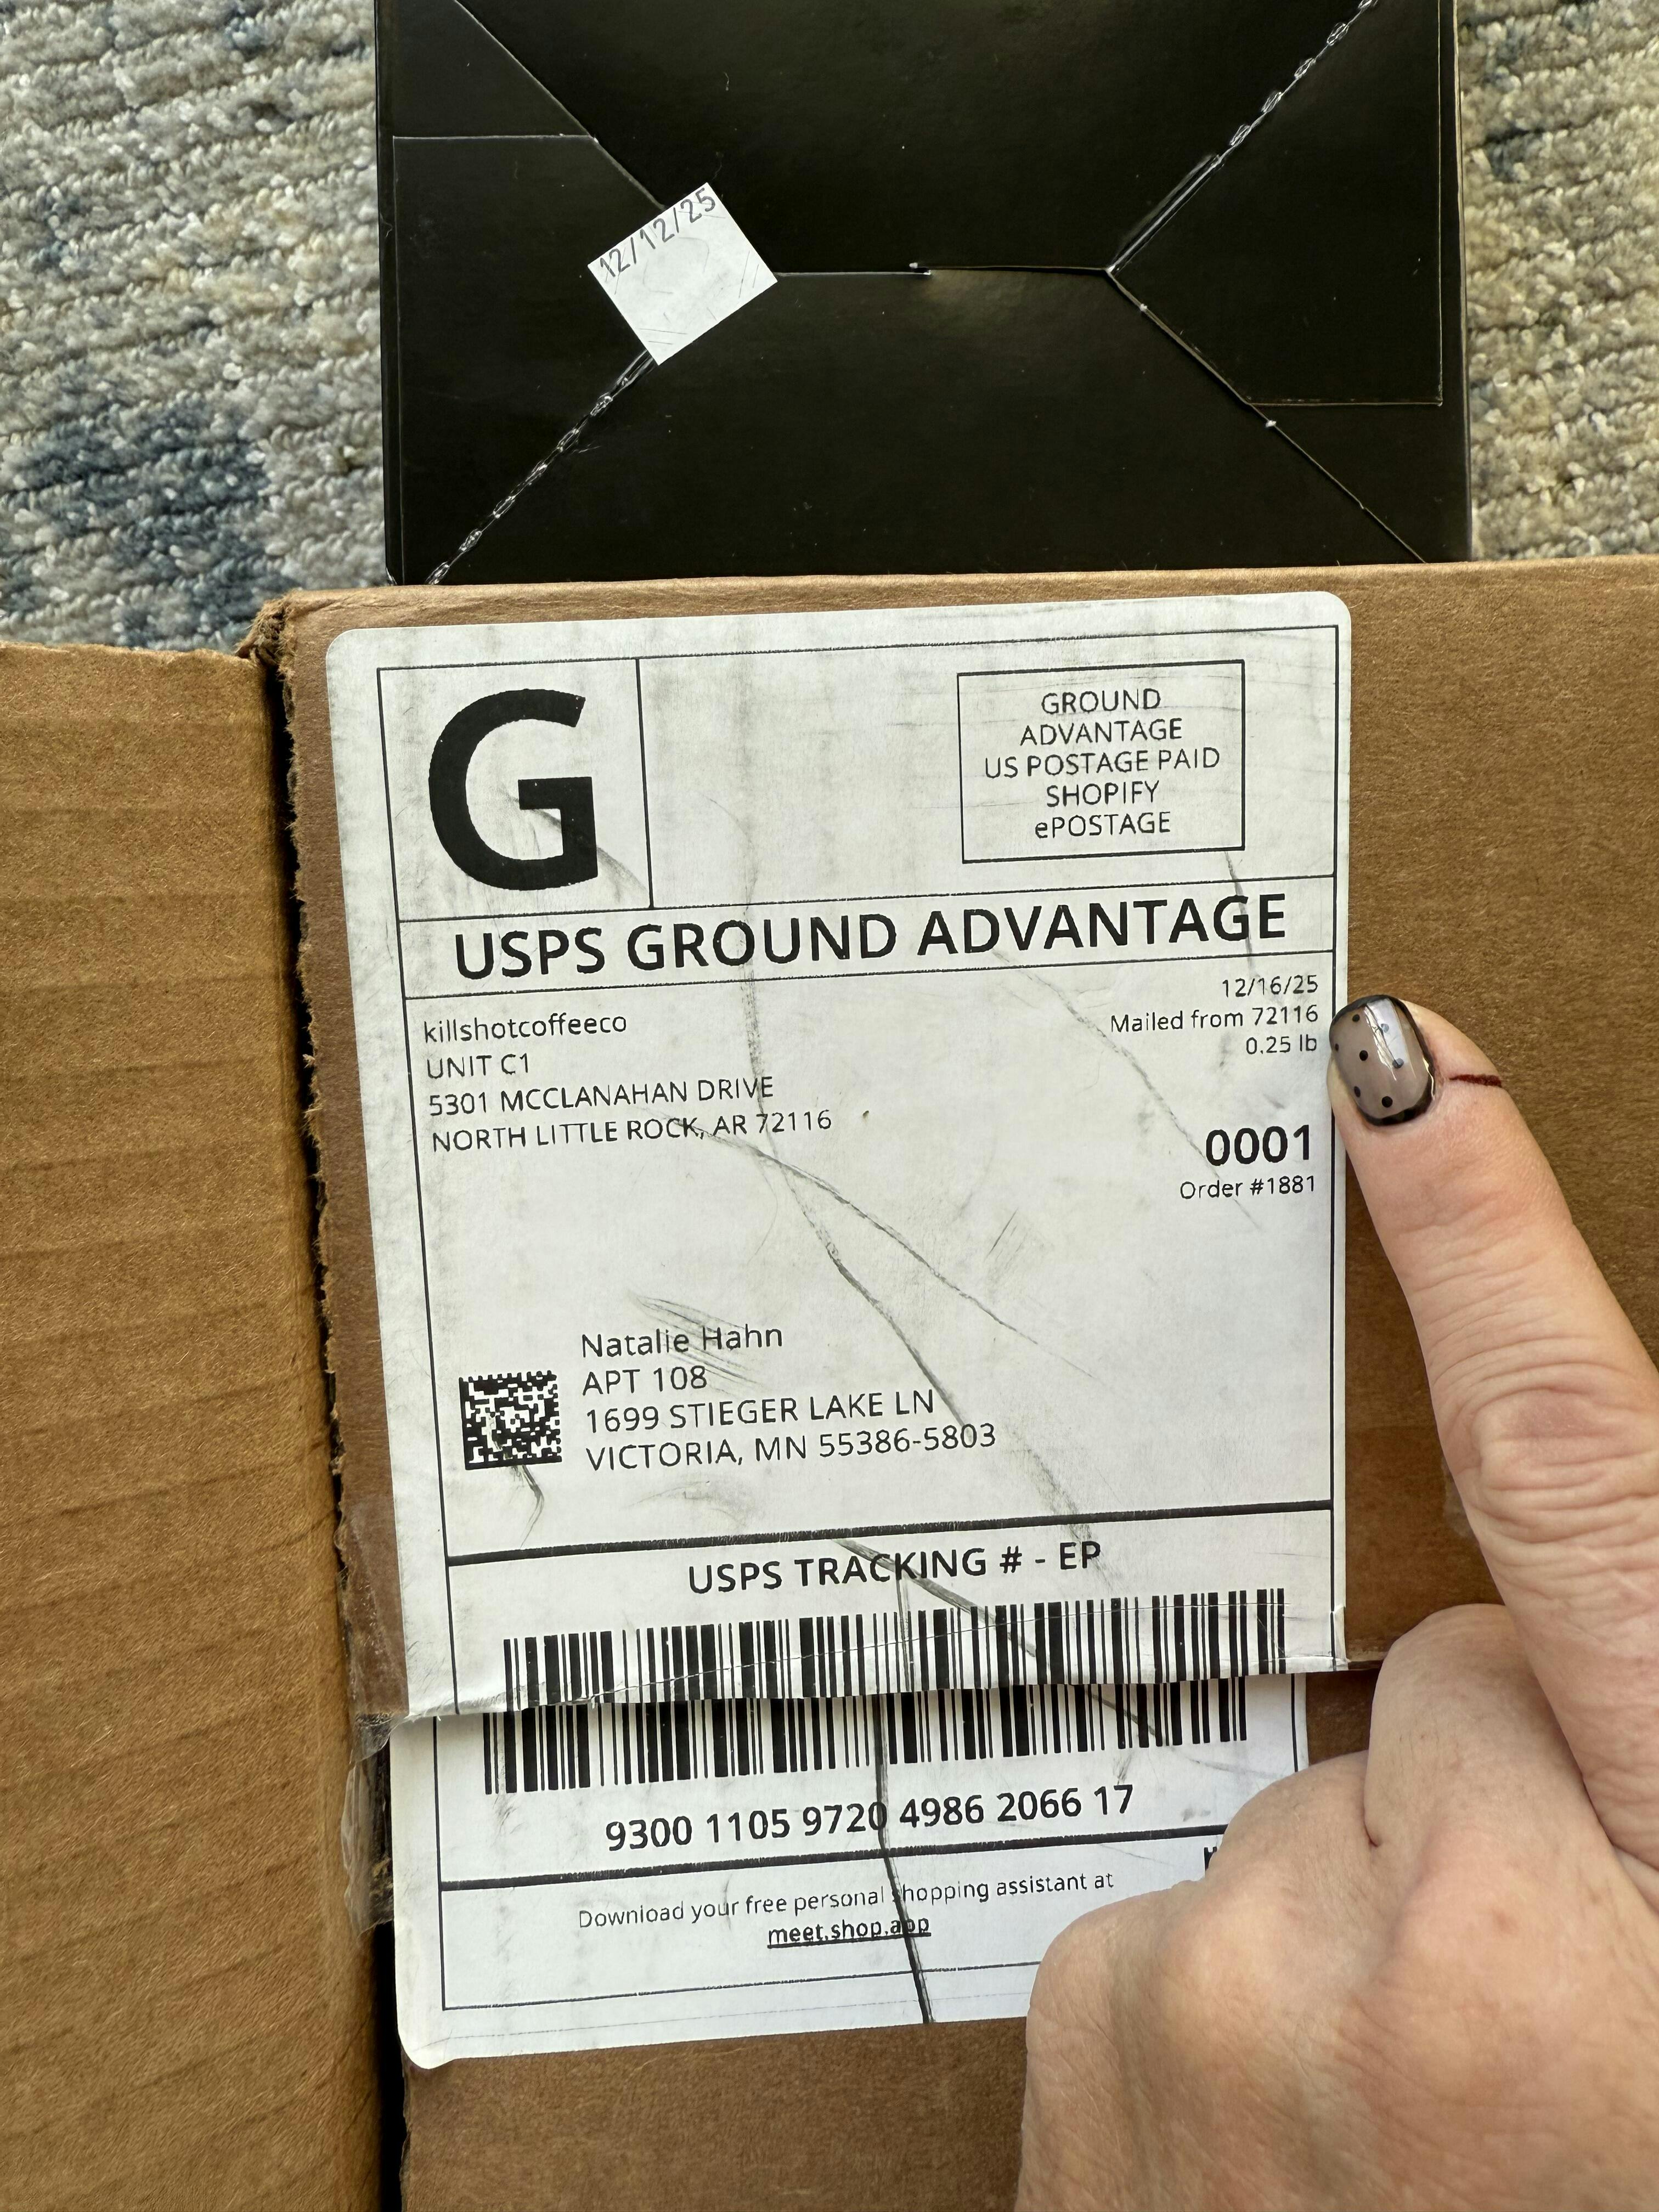 12/12/25
G
GROUND
ADVANTAGE
US POSTAGE PAID
SHOPIFY
ePOSTAGE
USPS GROUND ADVANTAGE
12/16/25
Mailed from 72116
0.25 lb
killshotcoffeeco
UNIT C1
5301 MCCLANAHAN DRIVE
NORTH LITTLE ROCK, AR 72116
0001
Order #1881
Natalie Hahn
APT 108
1699 STIEGER LAKE LN
VICTORIA, MN 55386-5803
USPS TRACKING # - EP
9300 1105 9720 4986 2066 17
Download your free personal shopping assistant at
meet.shop.app